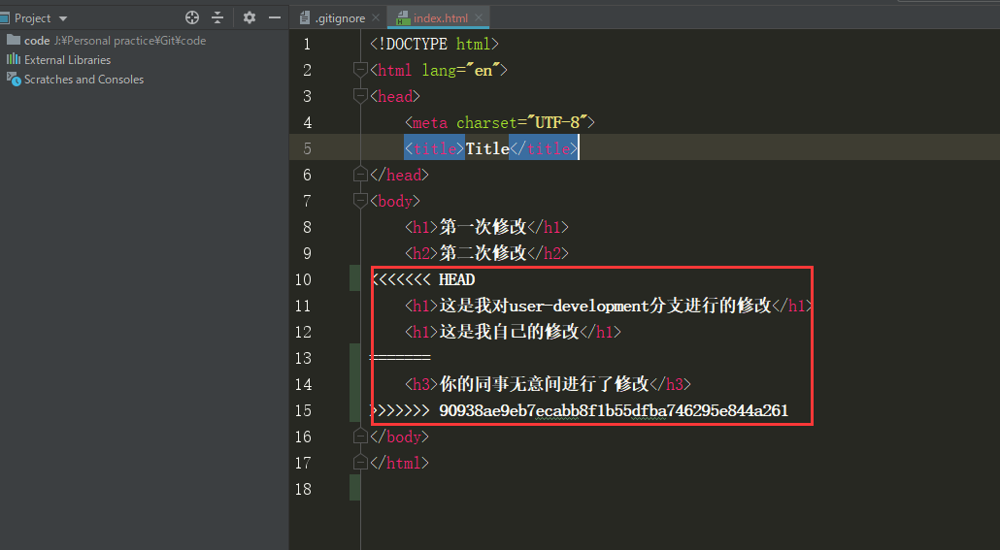 Project
code J:¥Personal practice¥Git¥code
External Libraries
Scratches and Consoles
.gitignore
index.html
1 <!DOCTYPE html>
2 <html lang="en">
3 <head>
4 <meta charset="UTF-8">
5 <title>Title</title>
6 </head>
7 <body>
8 <h1>第一次修改</h1>
9 <h2>第二次修改</h2>
10 <<<<<<< HEAD
11 <h1>这是我对user-development分支进行的修改</h1>
12 <h1>这是我自己的修改</h1>
13 =======
14 <h3>你的同事无意间进行了修改</h3>
15 >>>>>>> 90938ae9eb7ecabb8f1b55dfba746295e844a261
16 </body>
17 </html>
18